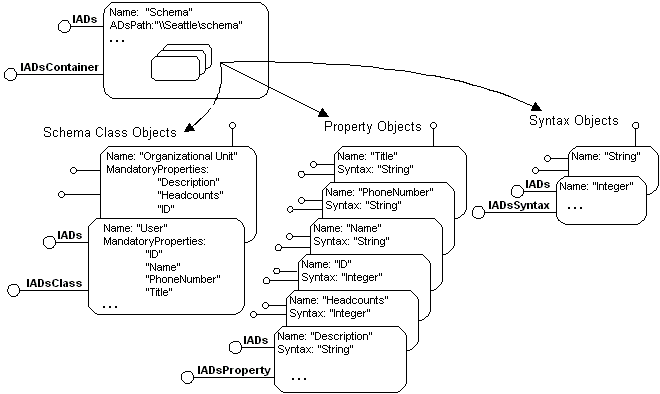 Name: "Schema"
ADsPath:"\\Seattle\schema"
...
IADs
IADsContainer
Schema Class Objects
Property Objects
Syntax Objects
Name: "Organizational Unit"
MandatoryProperties:
"Description"
"Headcounts"
"ID"
Name: "User"
MandatoryProperties:
"ID"
"Name"
"PhoneNumber"
"Title"
...
IADs
IADsClass
Name: "Title"
Syntax: "String"
Name: "PhoneNumber"
Syntax: "String"
Name: "Name"
Syntax: "String"
Name: "ID"
Syntax: "Integer"
Name: "Headcounts"
Syntax: "Integer"
Name: "Description"
Syntax: "String"
...
IADs
IADsProperty
Name: "String"
Name: "Integer"
...
IADs
IADsSyntax